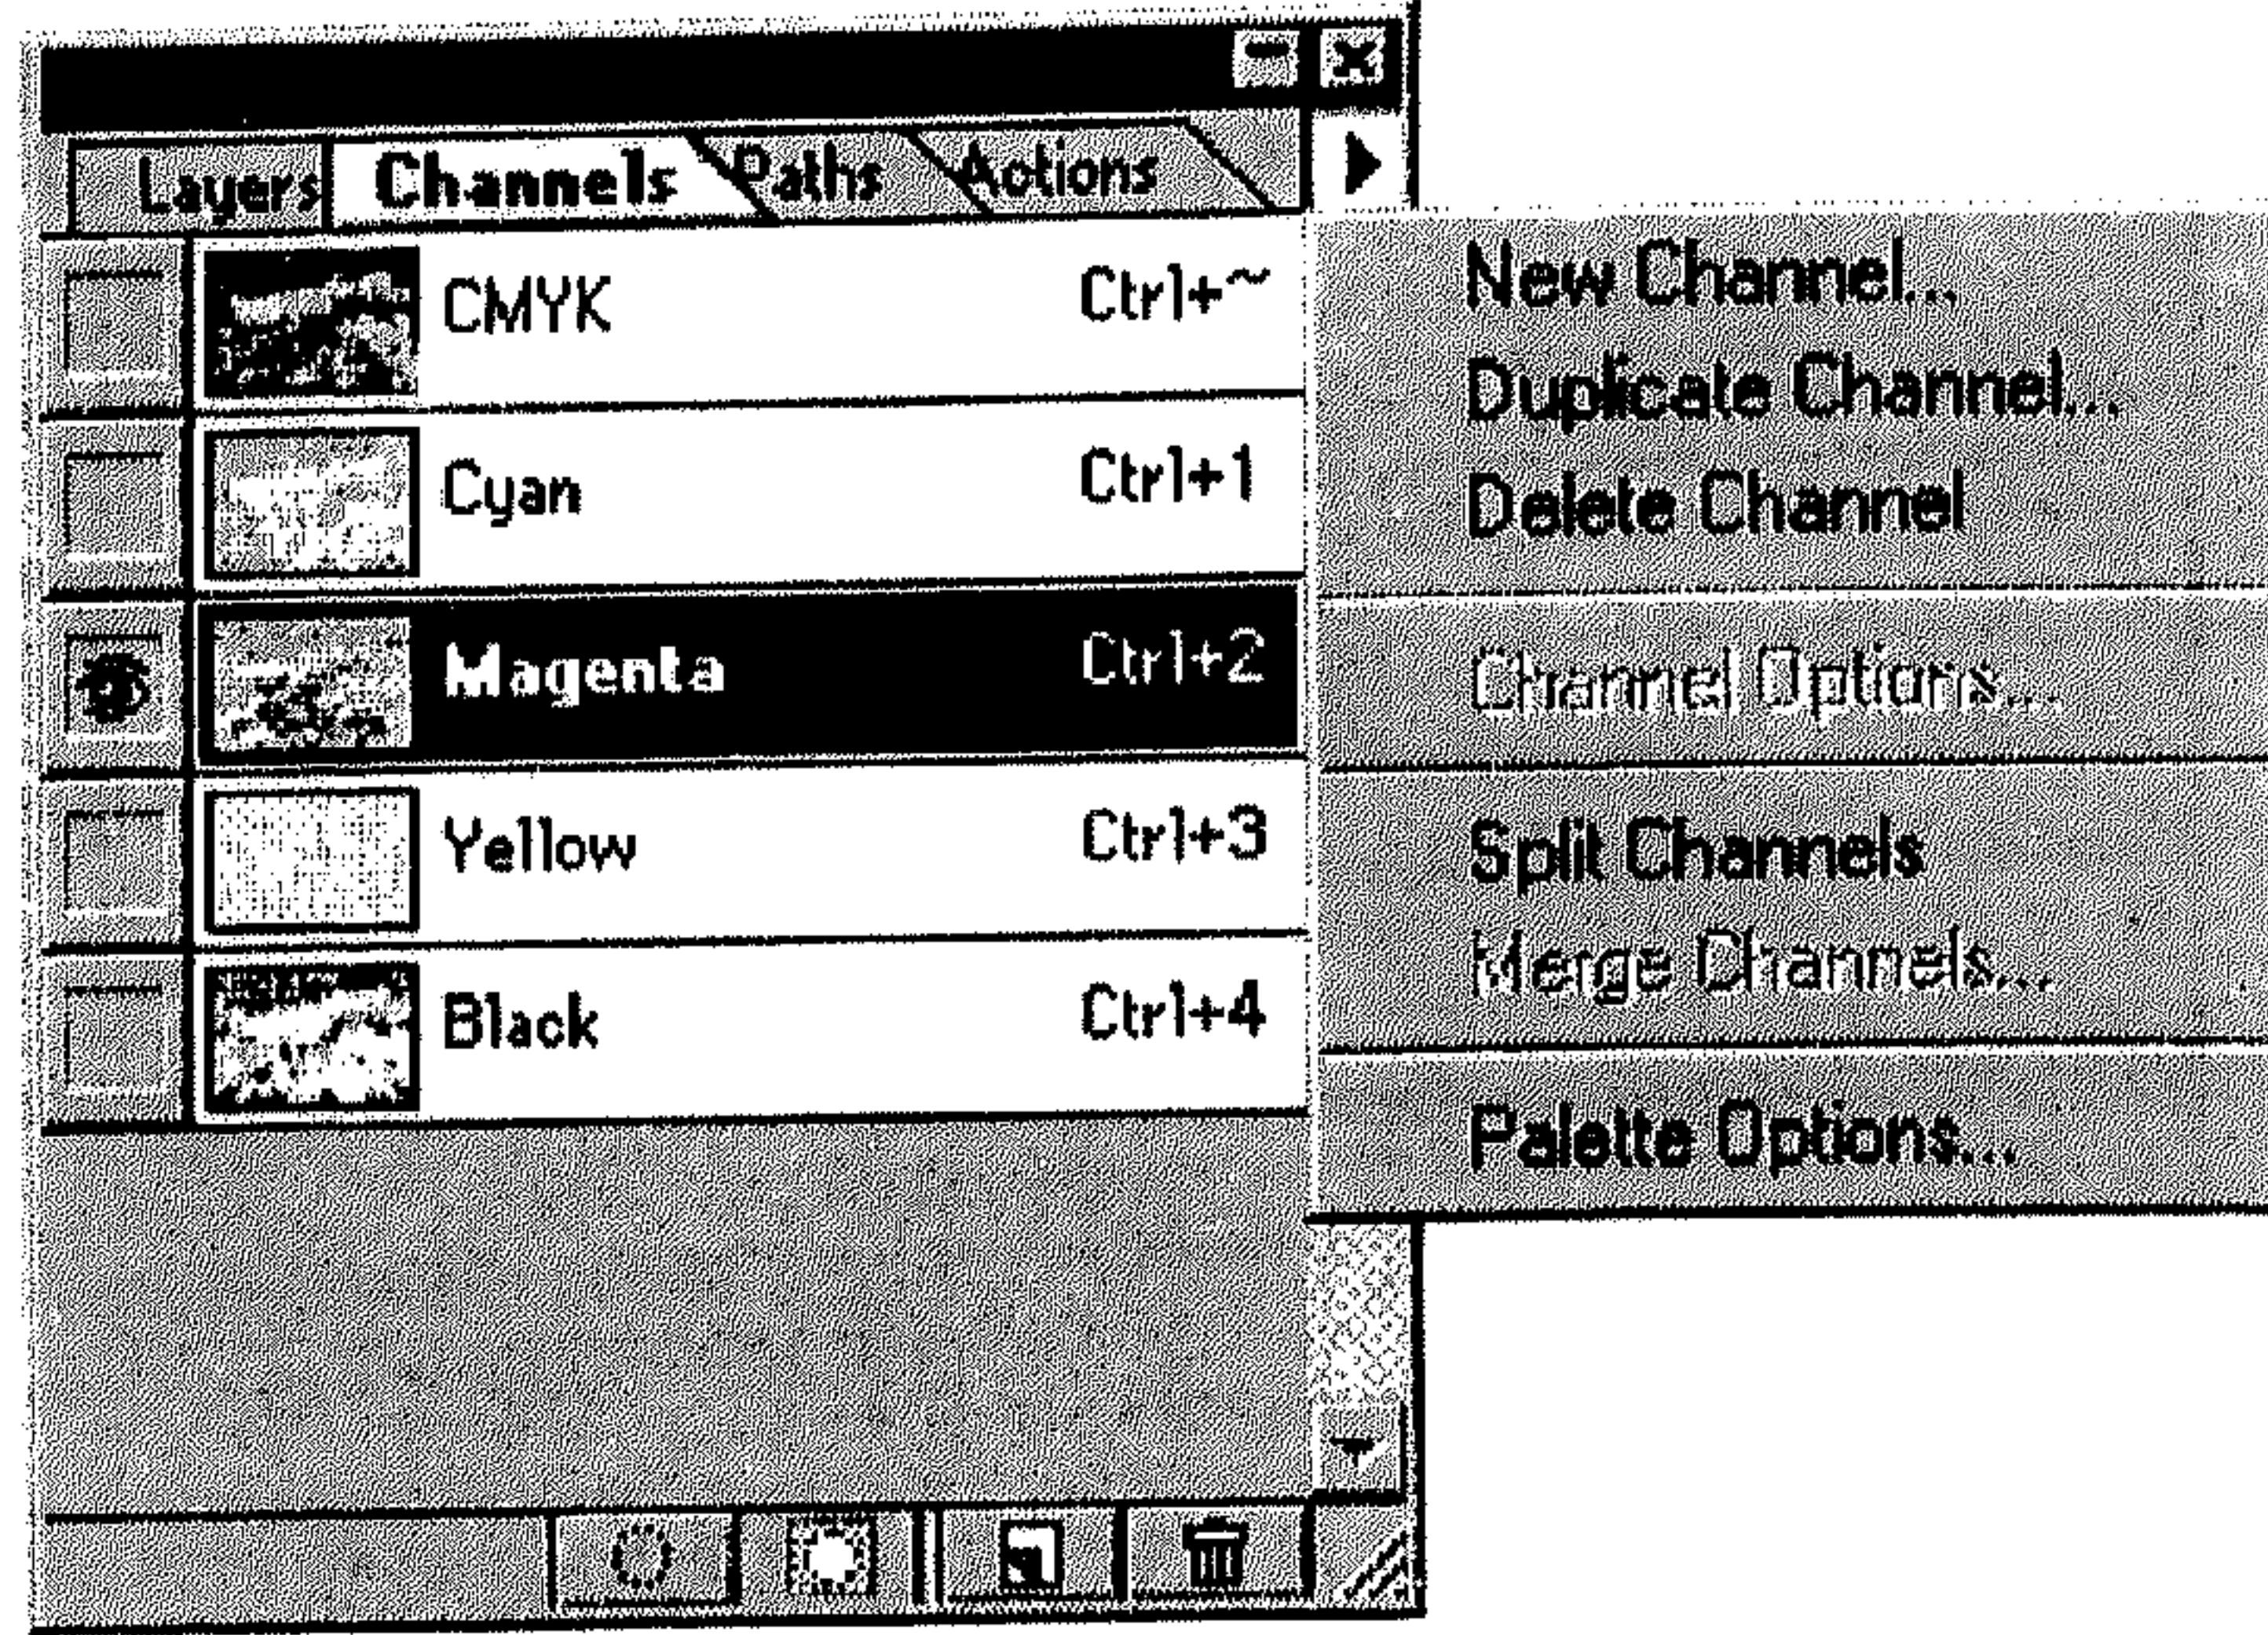 Layers Channels Paths Actions
CMYK Ctrl+~
Cyan Ctrl+1
Magenta Ctrl+2
Yellow Ctrl+3
Black Ctrl+4
New Channel...
Duplicate Channel...
Delete Channel
Channel Options...
Split Channels
Merge Channels...
Palette Options...